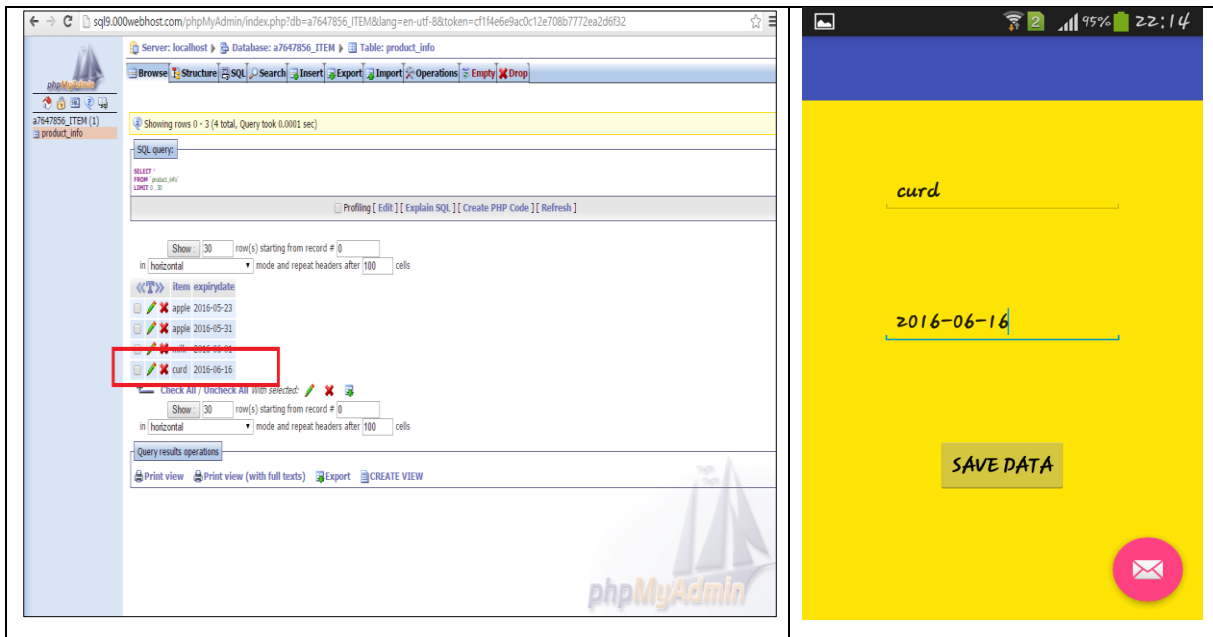 sql9.000webhost.com/phpMyAdmin/index.php?db=a7647856_ITEM&lang=en-utf-8&token=cf1f4e6e9ac0c12e708b7772ea2d6f32
phpMyAdmin
a7647856_ITEM (1)
product_info
Server: localhost Database: a7647856_ITEM Table: product_info
Browse Structure SQL Search Insert Export Import Operations Empty Drop
Showing rows 0 - 3 (4 total, Query took 0.0001 sec)
SQL query:
SELECT *
FROM `product_info`
LIMIT 0 , 30
Profiling [ Edit ] [ Explain SQL ] [ Create PHP Code ] [ Refresh ]
Show : 30 row(s) starting from record # 0
in horizontal mode and repeat headers after 100 cells
item expirydate
apple 2016-05-23
apple 2016-05-31
milk 2016-06-01
curd 2016-06-16
Check All / Uncheck All With selected:
Show : 30 row(s) starting from record # 0
in horizontal mode and repeat headers after 100 cells
Query results operations
Print view Print view (with full texts) Export CREATE VIEW
phpMyAdmin
2 95% 22:14
curd
2016-06-16
SAVE DATA